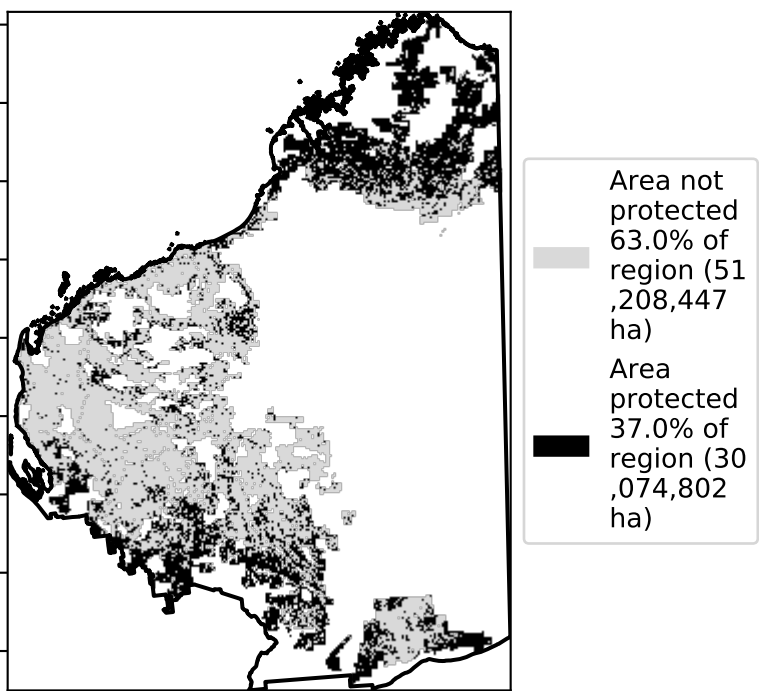 Area not
protected
63.0% of
region (51
,208,447
ha)
Area
protected
37.0% of
region (30
,074,802
ha)